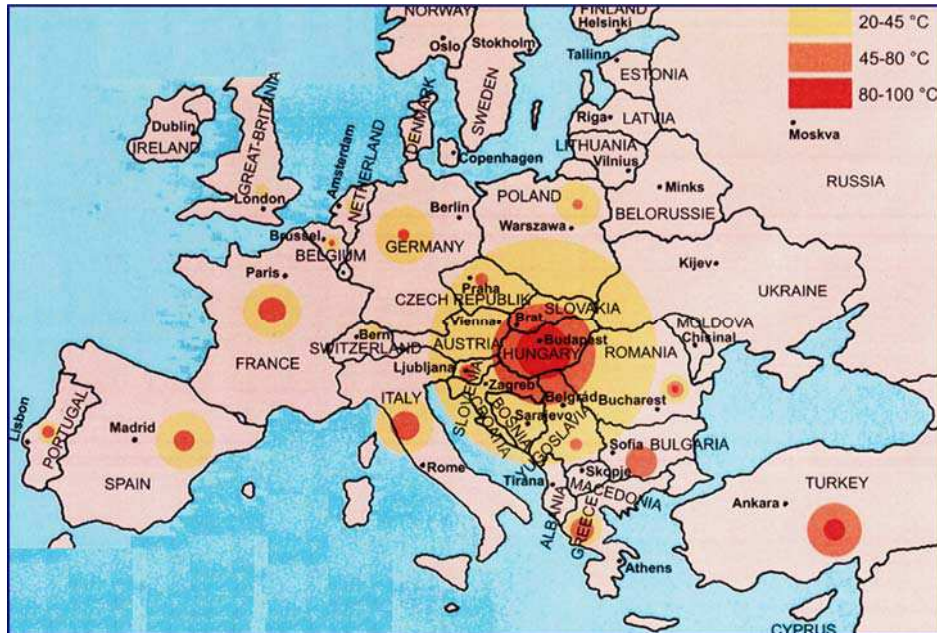 NORWAY
FINLAND
20-45 °C
Helsinki
Oslo
Stokholm
Tallinn
45-80 °C
ESTONIA
SWEDEN
80-100 °C
DENMARK
Riga
LATVIA
Moskva
Dublin
IRELAND
GREAT-BRITANIA
LITHUANIA
Vilnius
Copenhagen
Amsterdam
NETHERLAND
RUSSIA
Minks
POLAND
BELORUSSIE
London
Berlin
Warszawa
Brüssel
GERMANY
BELGIUM
Kijev
Paris
Praha
CZECH REPUBLIK
UKRAINE
SLOVAKIA
Vienna
Brat
MOLDOVA
Chisinal
Bern
SWITZERLAND
AUSTRIA
Budapest
HUNGARY
ROMANIA
FRANCE
Ljubljana
Zagreb
SLOVENIA
ITALY
Belgrád
Bucharest
CROATIA
BOSNIA
Sarajevo
YUGOSLAVIA
Lisbon
PORTUGAL
Madrid
Sofia
BULGARIA
Rome
Skopje
SPAIN
Tirana
MACEDONIA
TURKEY
Ankara
ALBANIA
GREECE
Athens
CYPRUS